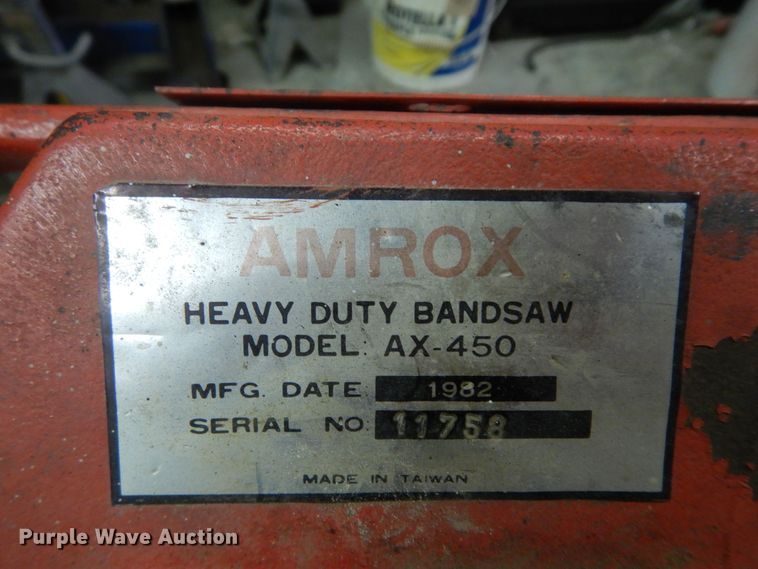 ROTELLA T
AMROX
HEAVY DUTY BANDSAW
MODEL. AX-450
MFG. DATE 1982
SERIAL NO. 11758
MADE IN TAIWAN
Purple Wave Auction®